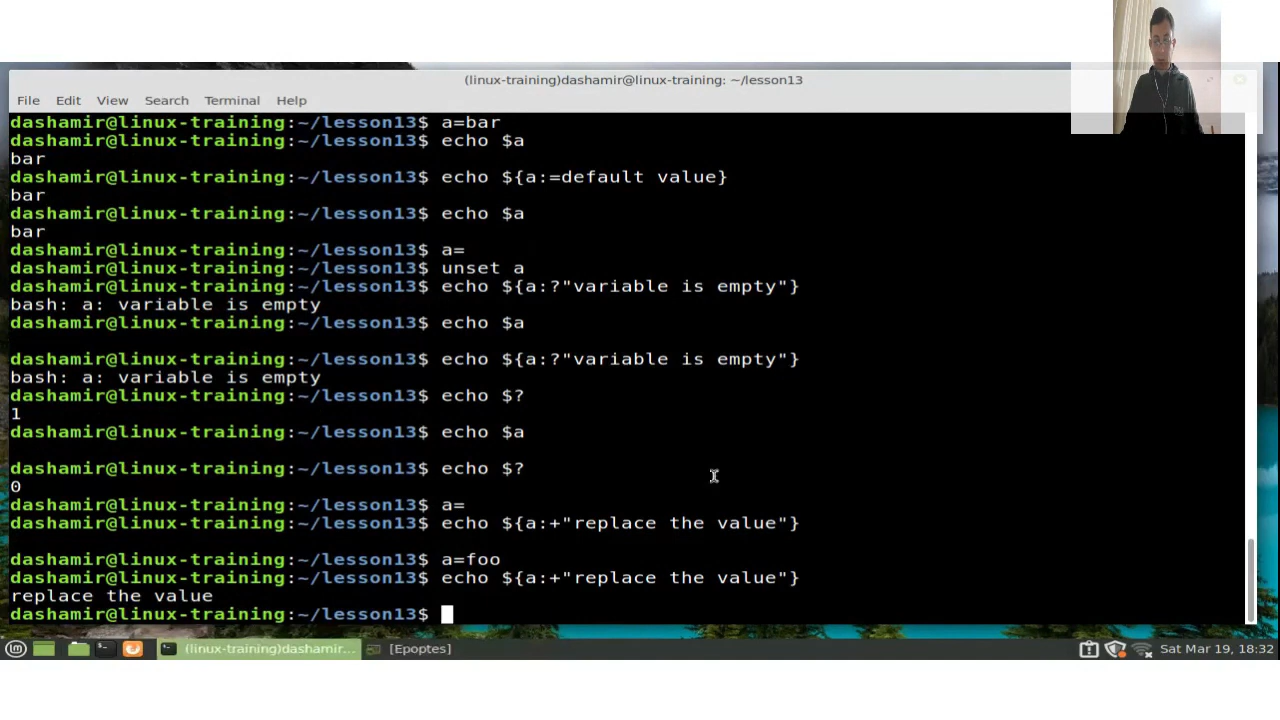 (linux-training)dashamir@linux-training: ~/lesson13
File Edit View Search Terminal Help
dashamir@linux-training:~/lesson13$ a=bar
dashamir@linux-training:~/lesson13$ echo $a
bar
dashamir@linux-training:~/lesson13$ echo ${a:=default value}
bar
dashamir@linux-training:~/lesson13$ echo $a
bar
dashamir@linux-training:~/lesson13$ a=
dashamir@linux-training:~/lesson13$ unset a
dashamir@linux-training:~/lesson13$ echo ${a:?"variable is empty"}
bash: a: variable is empty
dashamir@linux-training:~/lesson13$ echo $a
dashamir@linux-training:~/lesson13$ echo ${a:?"variable is empty"}
bash: a: variable is empty
dashamir@linux-training:~/lesson13$ echo $?
1
dashamir@linux-training:~/lesson13$ echo $a
dashamir@linux-training:~/lesson13$ echo $?
0
dashamir@linux-training:~/lesson13$ a=
dashamir@linux-training:~/lesson13$ echo ${a:+"replace the value"}
dashamir@linux-training:~/lesson13$ a=foo
dashamir@linux-training:~/lesson13$ echo ${a:+"replace the value"}
replace the value
dashamir@linux-training:~/lesson13$
(linux-training)dashamir... [Epoptes] Sat Mar 19, 18:32